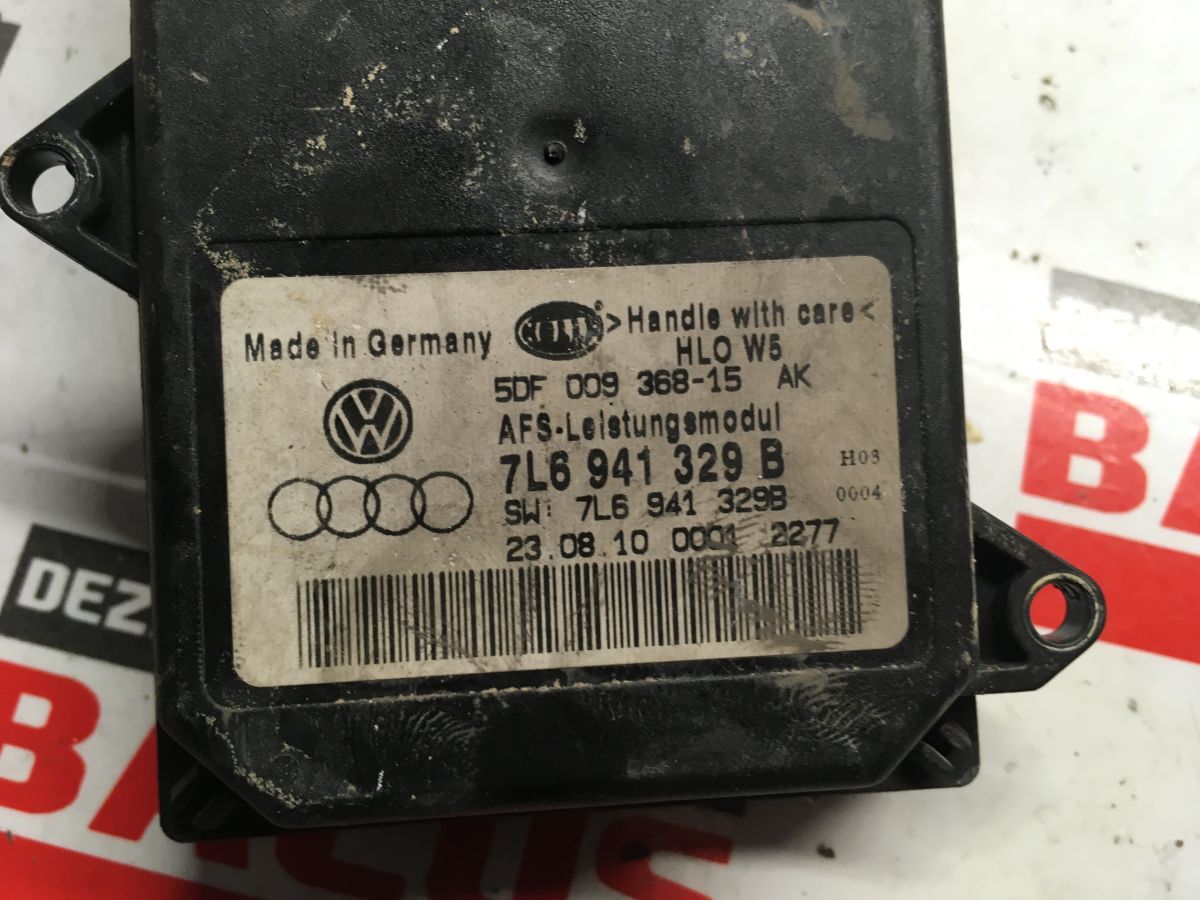 Made in Germany
>Handle with care<
HLO W5
5DF 009 368-15 AK
AFS-Leistungsmodul
7L6 941 329 B
H03
SW: 7L6 941 329B
0004
23.08.10 0001 2277
DEZ